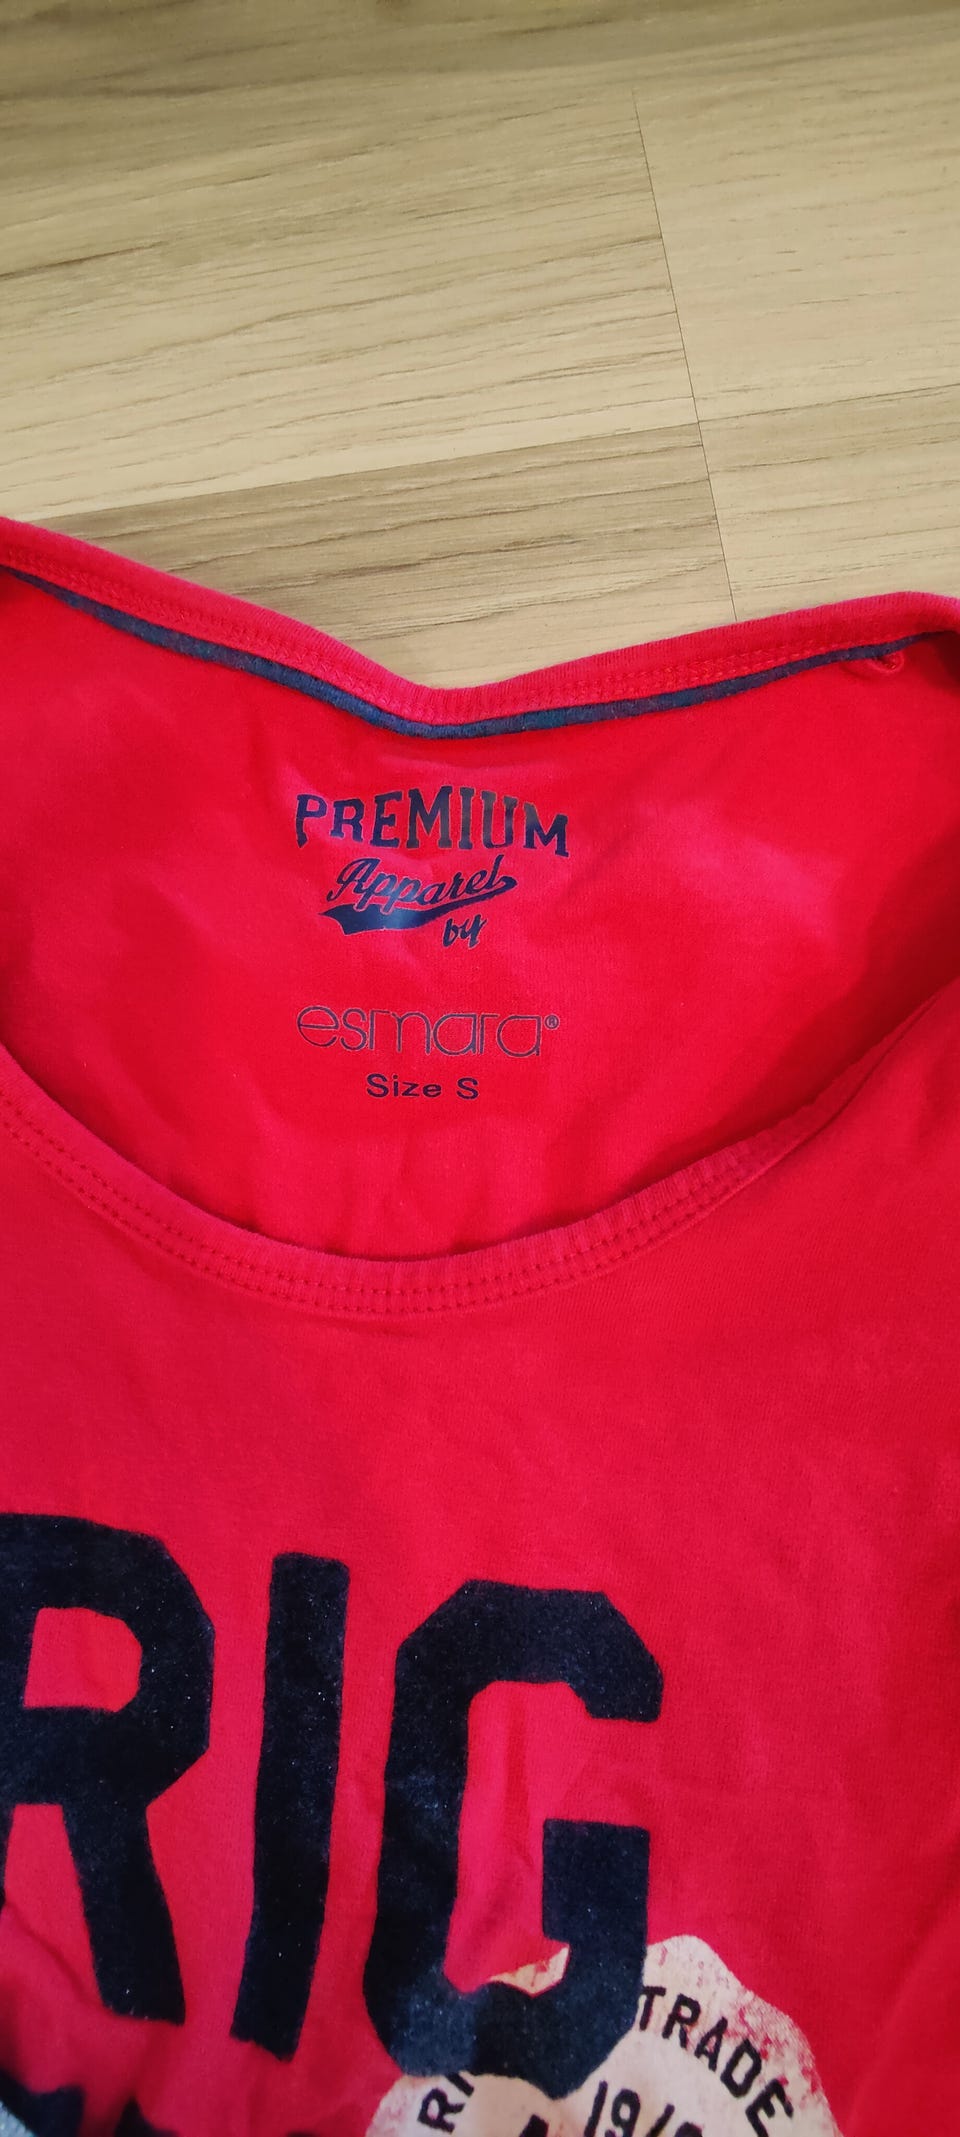 PREMIUM
Apparel
by
esmara®
Size S
RIG
TRADE